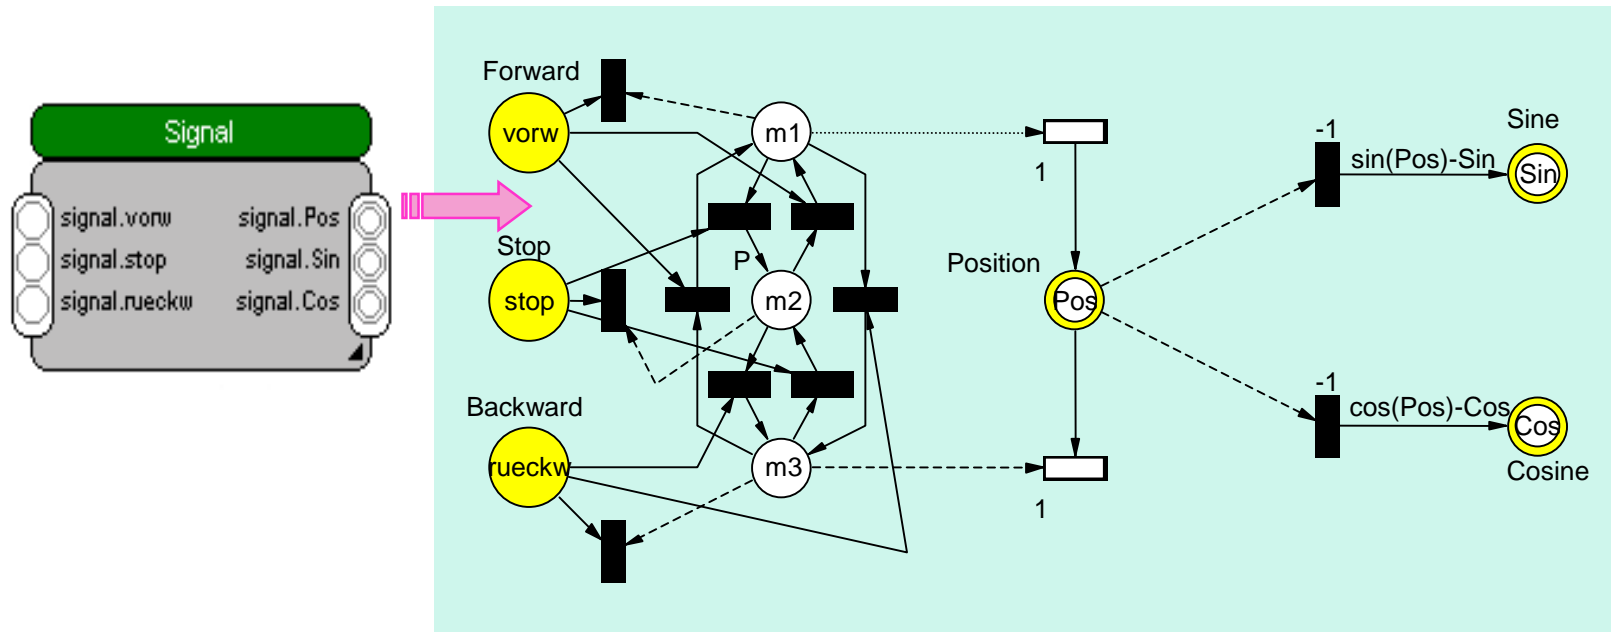 Signal
signal.vorw signal.Pos
signal.stop signal.Sin
signal.rueckw signal.Cos
Forward
vorw
m1
1
-1
sin(Pos)-Sin
Sine
Sin
Stop
stop
P
m2
Position
Pos
Backward
rueckw
m3
1
-1
cos(Pos)-Cos
Cos
Cosine